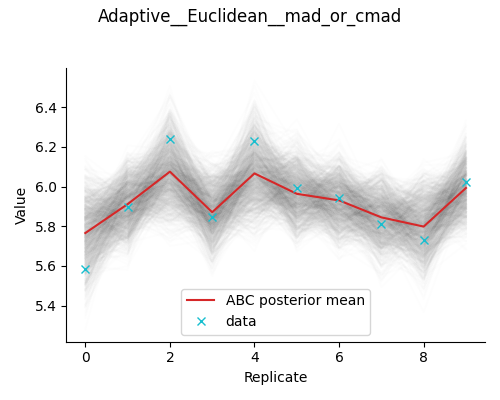 Adaptive__Euclidean__mad_or_cmad
6.4
6.2
6.0
5.8
5.6
5.4
Value
ABC posterior mean
data
0 2 4 6 8
Replicate